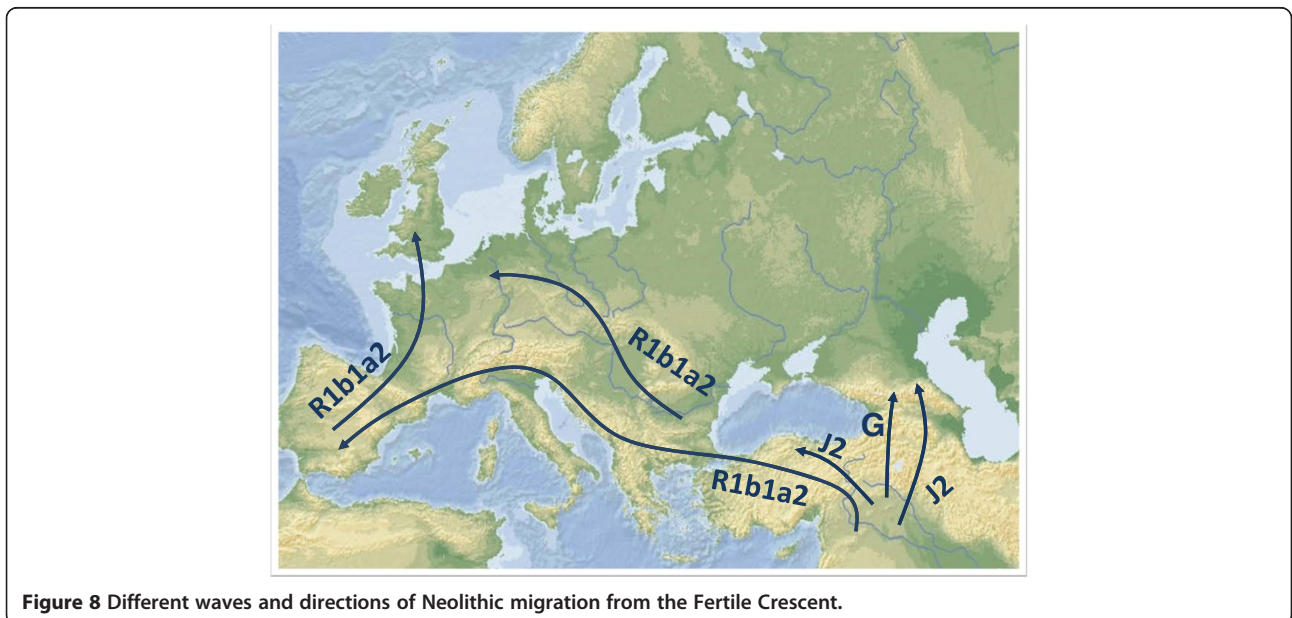 R1b1a2
R1b1a2
R1b1a2
J2
G
J2
Figure 8 Different waves and directions of Neolithic migration from the Fertile Crescent.